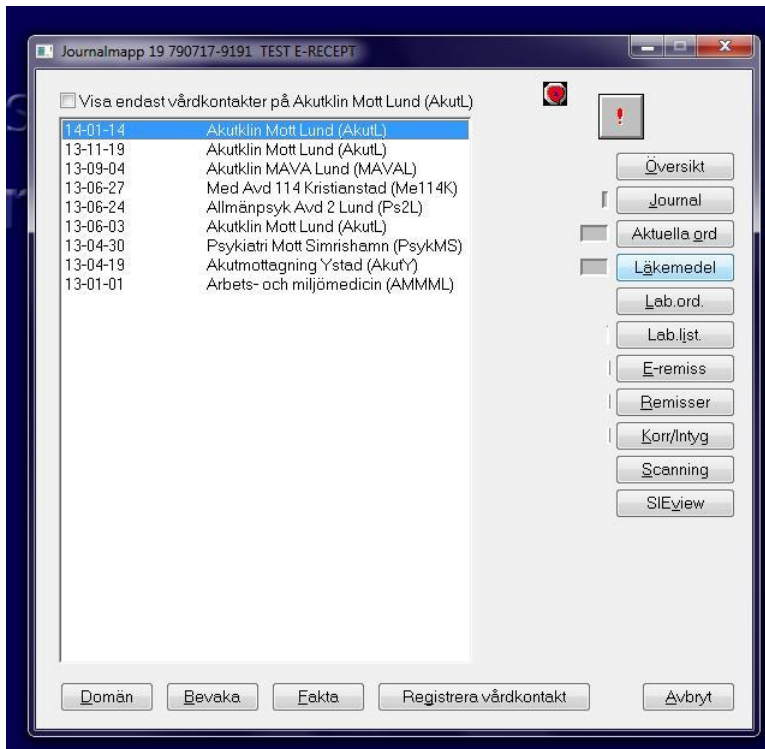 Journalmapp 19 790717-9191 TEST E-RECEPT
Visa endast vårdkontakter på Akutklin Mott Lund (AkutL)
14-01-14 Akutklin Mott Lund (AkutL)
13-11-19 Akutklin Mott Lund (AkutL)
13-09-04 Akutklin MAVA Lund (MAVAL)
13-06-27 Med Avd 114 Kristianstad (Me114K)
13-06-24 Allmänpsyk Avd 2 Lund (Ps2L)
13-06-03 Akutklin Mott Lund (AkutL)
13-04-30 Psykiatri Mott Simrishamn (PsykMS)
13-04-19 Akutmottagning Ystad (AkutY)
13-01-01 Arbets- och miljömedicin (AMMML)
!
Översikt
Journal
Aktuella ord
Läkemedel
Lab.ord.
Lab.list.
E-remiss
Remisser
Korr/Intyg
Scanning
SIEview
Domän
Bevaka
Fakta
Registrera vårdkontakt
Avbryt